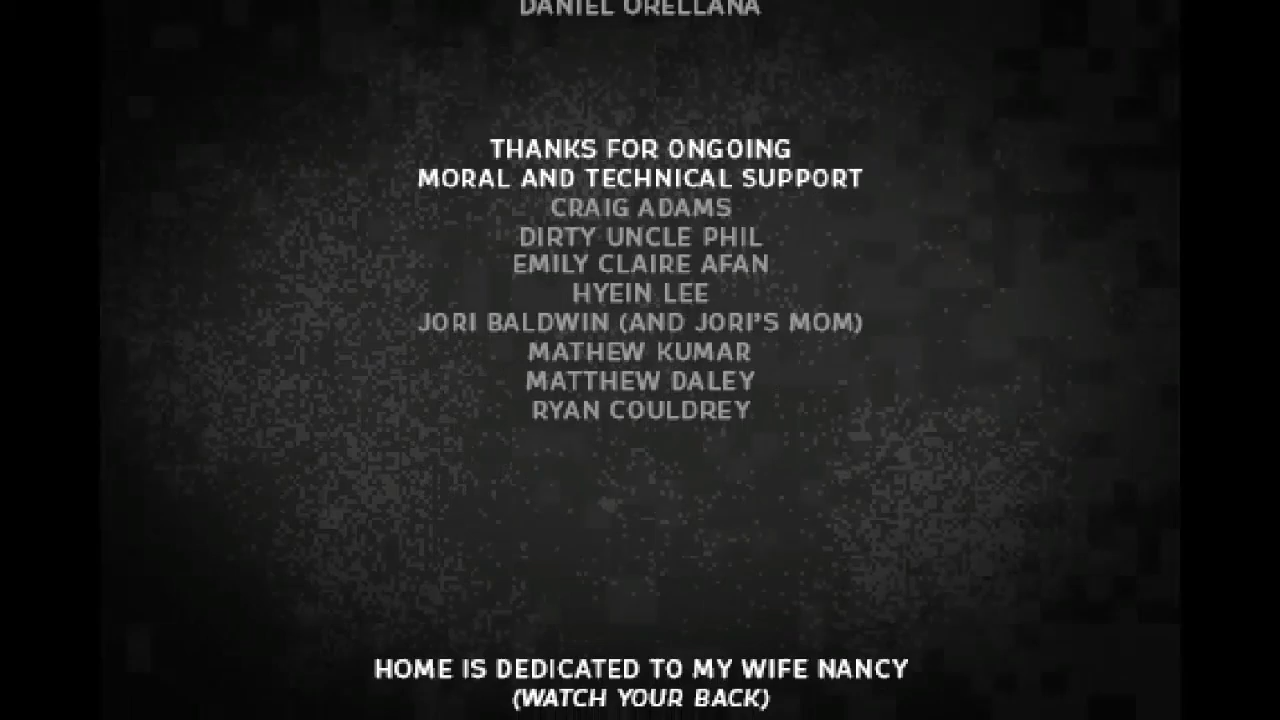 DANIEL ORELLANA
THANKS FOR ONGOING
MORAL AND TECHNICAL SUPPORT
CRAIG ADAMS
DIRTY UNCLE PHIL
EMILY CLAIRE AFAN
HYEIN LEE
JORI BALDWIN (AND JORI'S MOM)
MATHEW KUMAR
MATTHEW DALEY
RYAN COULDREY
HOME IS DEDICATED TO MY WIFE NANCY
(WATCH YOUR BACK)